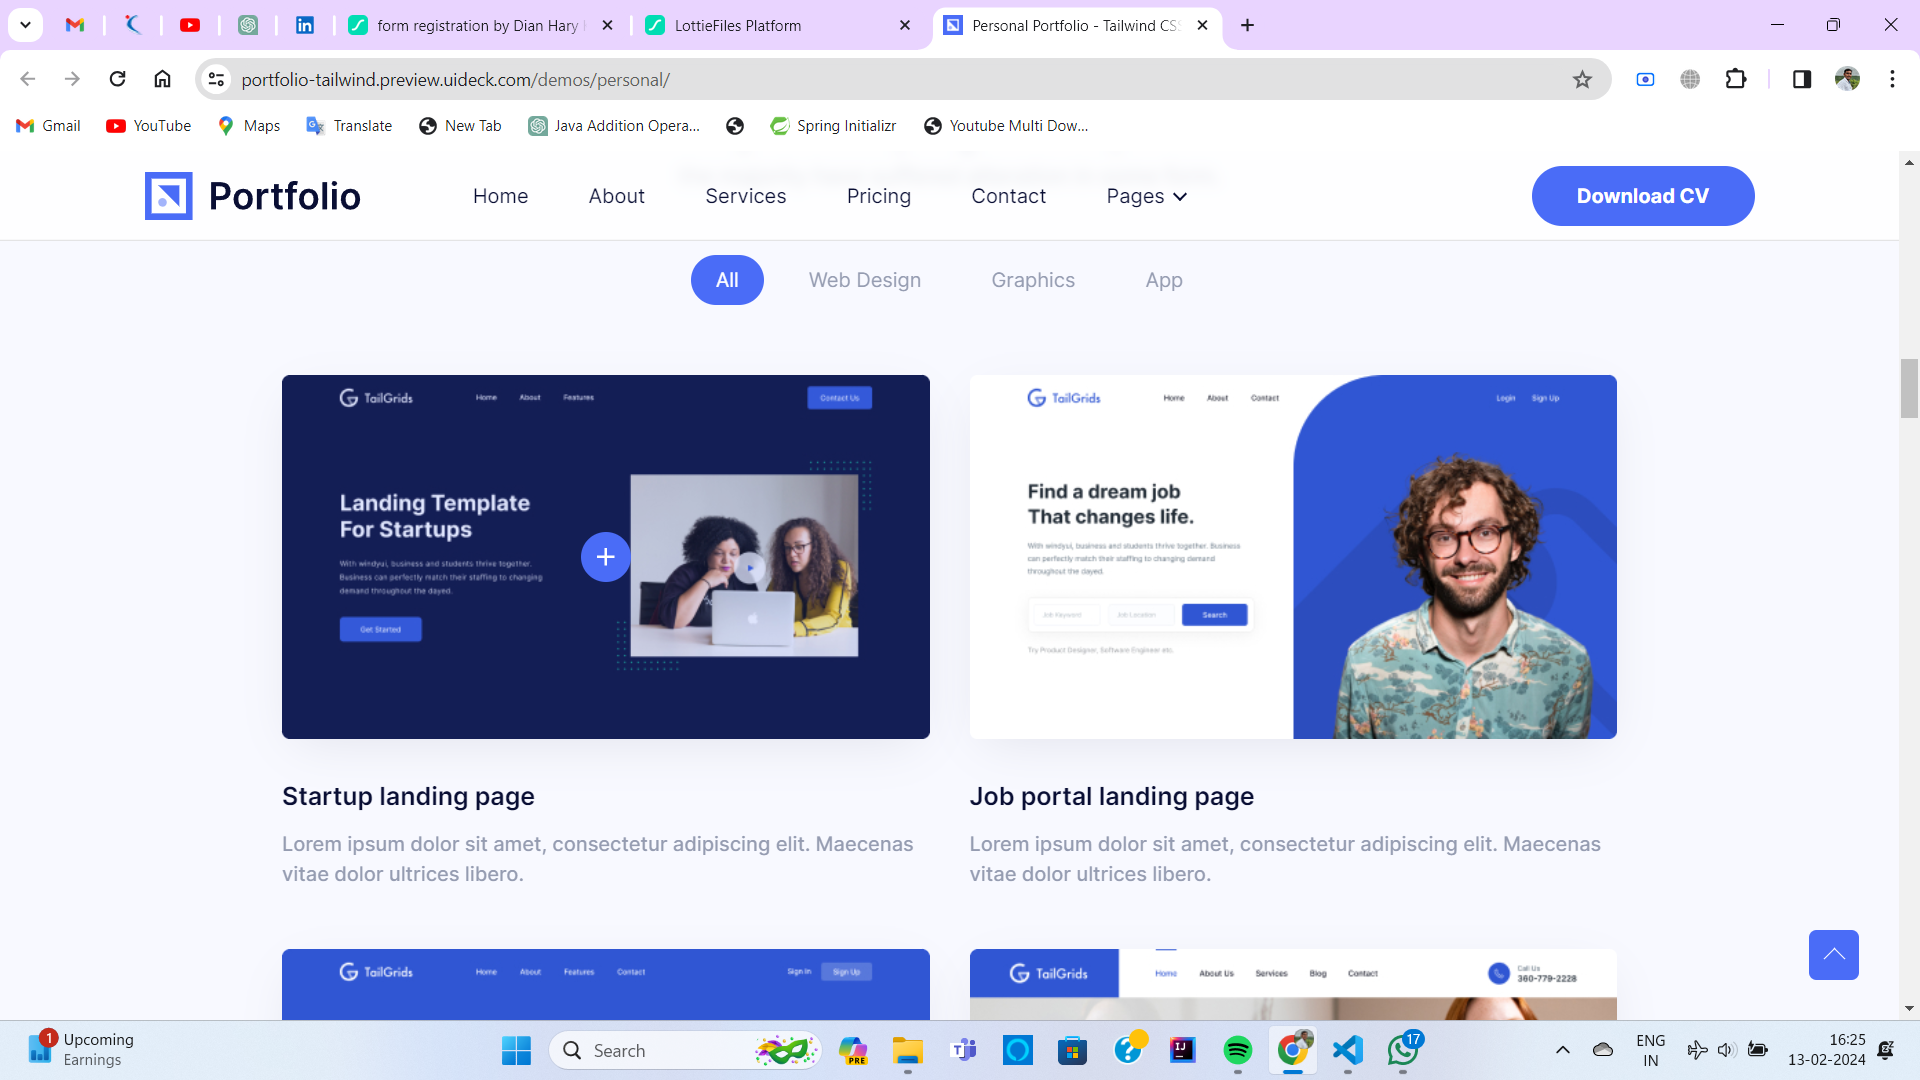 form registration by Dian Hary
LottieFiles Platform
Personal Portfolio - Tailwind CSS
portfolio-tailwind.preview.uideck.com/demos/personal/
Gmail
YouTube
Maps
Translate
New Tab
Java Addition Opera...
Spring Initializr
Youtube Multi Dow...
Portfolio
Home
About
Services
Pricing
Contact
Pages
Download CV
All
Web Design
Graphics
App
TailGrids
Home
About
Features
Contact Us
Landing Template
For Startups
With windyui, business and students thrive together.
Business can perfectly match their staffing to changing
demand throughout the dayed.
Get Started
TailGrids
Home
About
Contact
Login
Sign Up
Find a dream job
That changes life.
With windyui, business and students thrive together. Business
can perfectly match their staffing to changing demand
throughout the dayed.
Job Keyword
Job Location
Search
Try Product Designer, Software Engineer etc.
Startup landing page
Lorem ipsum dolor sit amet, consectetur adipiscing elit. Maecenas
vitae dolor ultrices libero.
Job portal landing page
Lorem ipsum dolor sit amet, consectetur adipiscing elit. Maecenas
vitae dolor ultrices libero.
TailGrids
Home
About
Features
Contact
Sign In
Sign Up
TailGrids
Home
About Us
Services
Blog
Contact
Call Us
360-779-2228
1
Upcoming
Earnings
Search
PRE
IJ
17
ENG
IN
16:25
13-02-2024